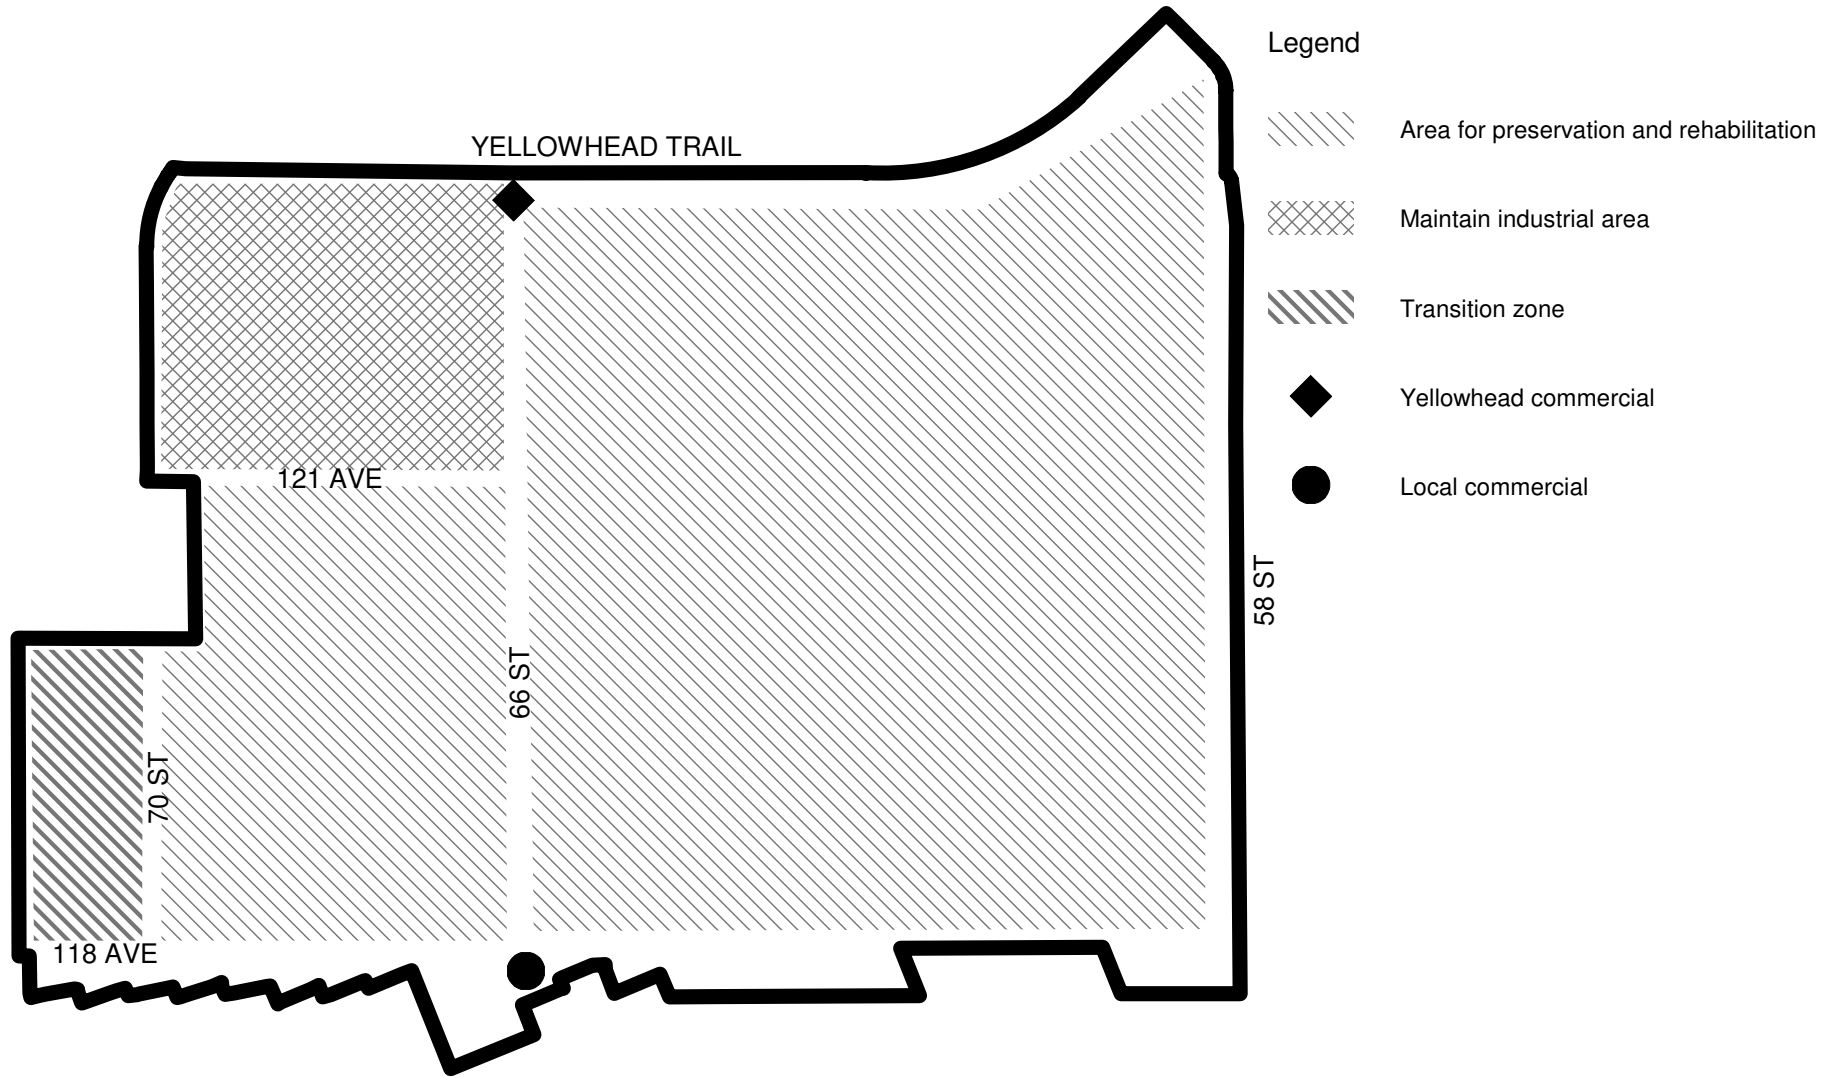 Legend
Area for preservation and rehabilitation
YELLOWHEAD TRAIL
Maintain industrial area
Transition zone
Yellowhead commercial
121 AVE
Local commercial
58 ST
66 ST
70 ST
118 AVE